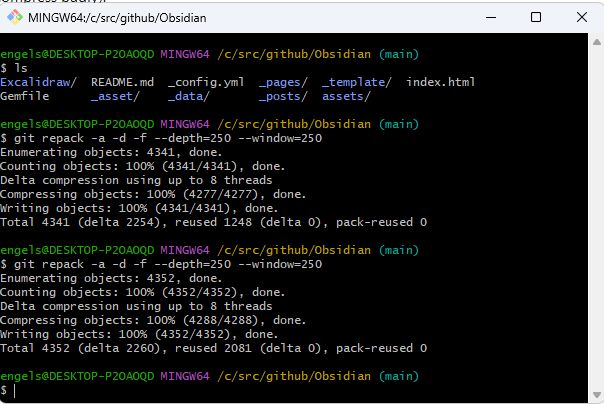 MINGW64:/c/src/github/Obsidian
engels@DESKTOP-P2OAOQD MINGW64 /c/src/github/Obsidian (main)
$ ls
Excalidraw/  README.md  _config.yml  _pages/  _template/  index.html
Gemfile      _asset/    _data/       _posts/  assets/
engels@DESKTOP-P2OAOQD MINGW64 /c/src/github/Obsidian (main)
$ git repack -a -d -f --depth=250 --window=250
Enumerating objects: 4341, done.
Counting objects: 100% (4341/4341), done.
Delta compression using up to 8 threads
Compressing objects: 100% (4277/4277), done.
Writing objects: 100% (4341/4341), done.
Total 4341 (delta 2254), reused 1248 (delta 0), pack-reused 0
engels@DESKTOP-P2OAOQD MINGW64 /c/src/github/Obsidian (main)
$ git repack -a -d -f --depth=250 --window=250
Enumerating objects: 4352, done.
Counting objects: 100% (4352/4352), done.
Delta compression using up to 8 threads
Compressing objects: 100% (4288/4288), done.
Writing objects: 100% (4352/4352), done.
Total 4352 (delta 2260), reused 2081 (delta 0), pack-reused 0
engels@DESKTOP-P2OAOQD MINGW64 /c/src/github/Obsidian (main)
$